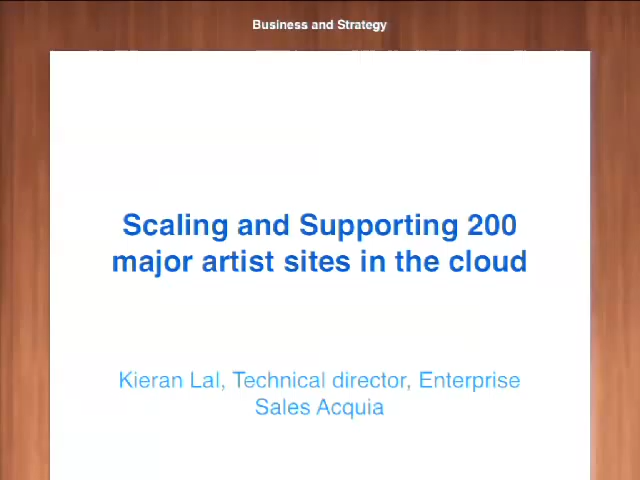 Business and Strategy
Scaling and Supporting 200
major artist sites in the cloud
Kieran Lal, Technical director, Enterprise
Sales Acquia